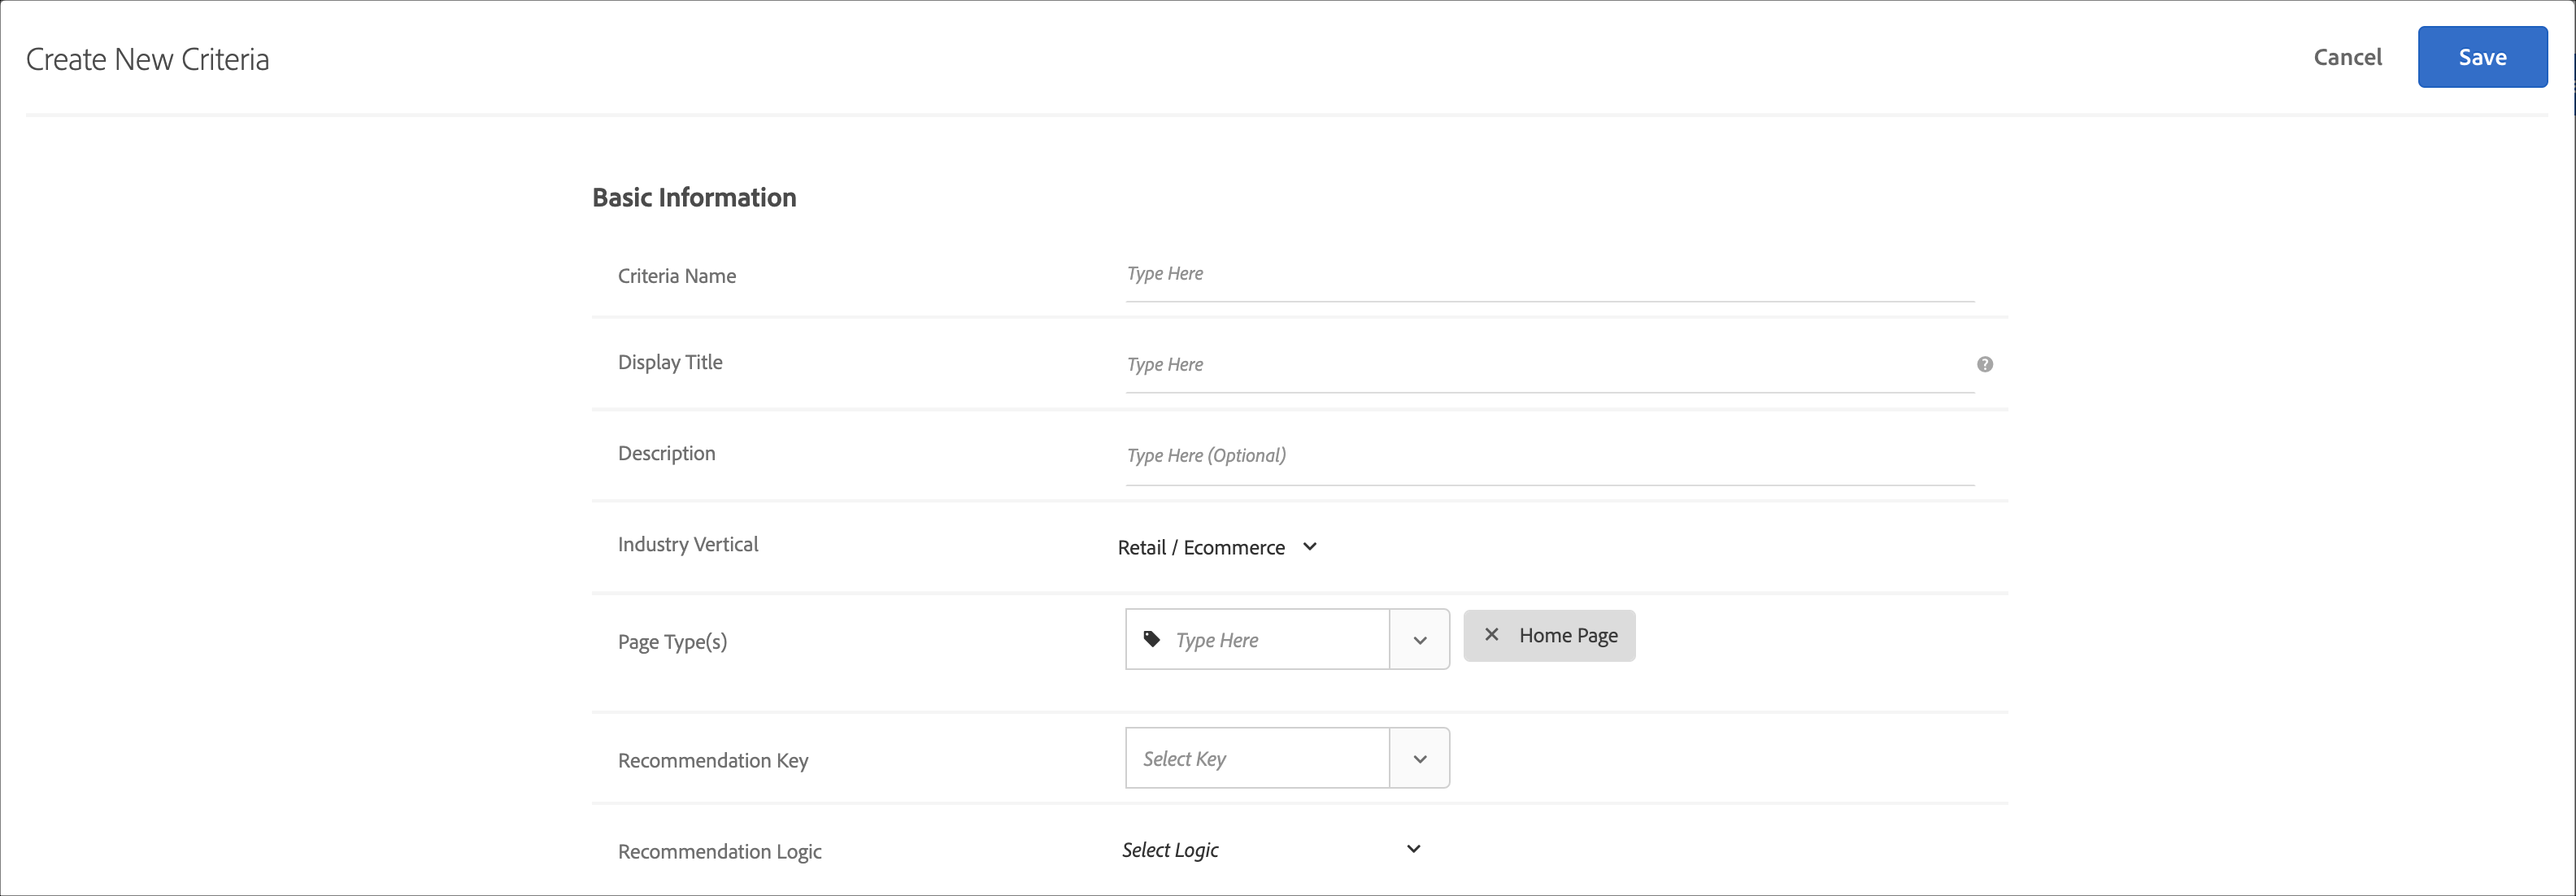 Create New Criteria
Cancel
Save
Basic Information
Criteria Name
Type Here
Display Title
Type Here
?
Description
Type Here (Optional)
Industry Vertical
Retail / Ecommerce
Page Type(s)
Type Here
Home Page
Recommendation Key
Select Key
Recommendation Logic
Select Logic